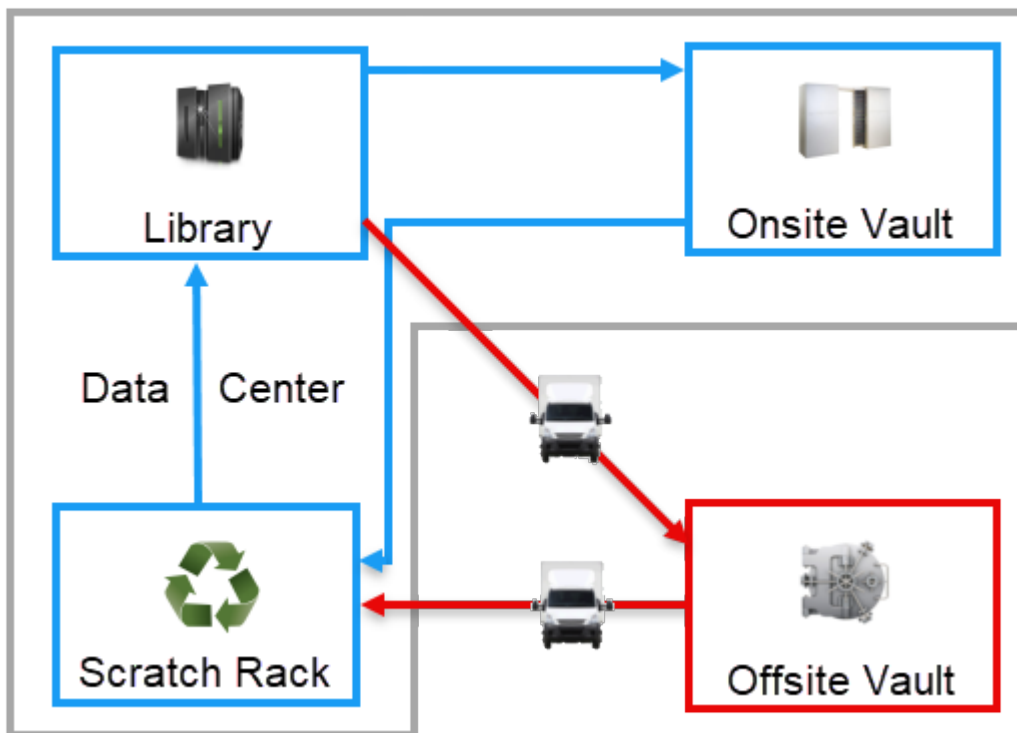 Library
Onsite Vault
Data Center
Scratch Rack
Offsite Vault